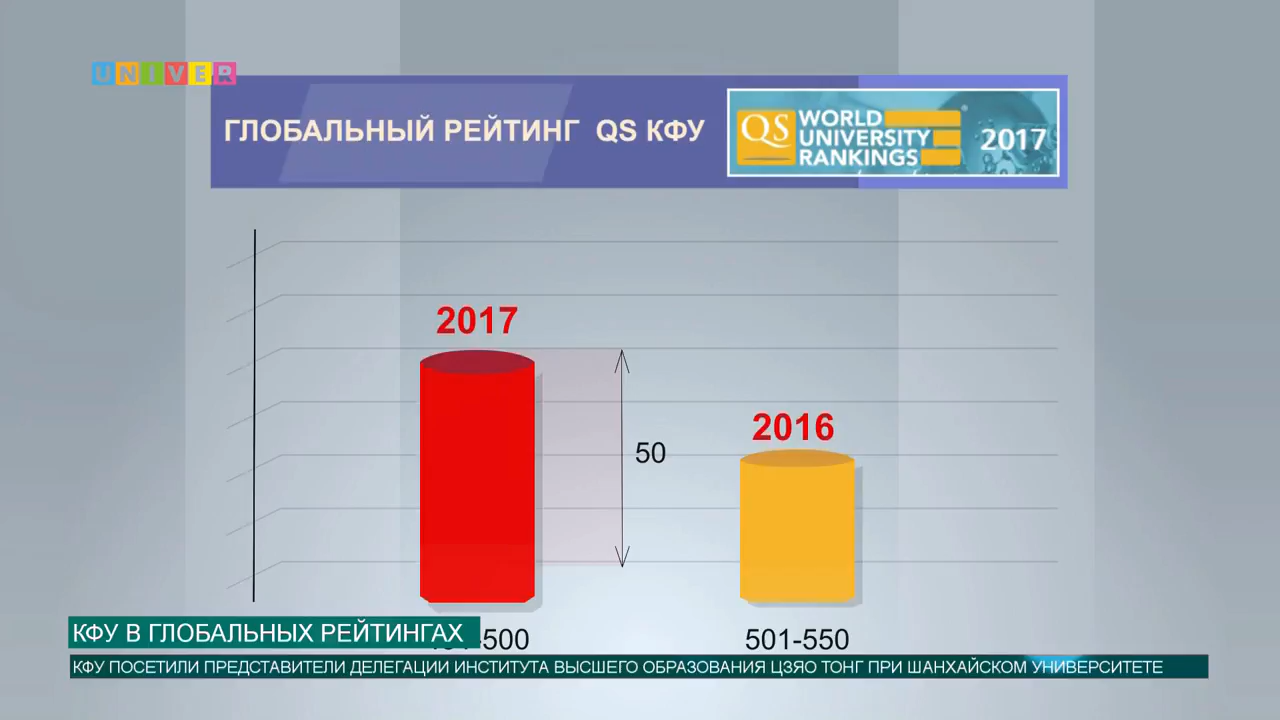 UNIVER
ГЛОБАЛЬНЫЙ РЕЙТИНГ QS КФУ
QS WORLD
UNIVERSITY
RANKINGS
2017
2017
50
2016
-500
501-550
КФУ В ГЛОБАЛЬНЫХ РЕЙТИНГАХ
КФУ ПОСЕТИЛИ ПРЕДСТАВИТЕЛИ ДЕЛЕГАЦИИ ИНСТИТУТА ВЫСШЕГО ОБРАЗОВАНИЯ ЦЗЯО ТОНГ ПРИ ШАНХАЙСКОМ УНИВЕРСИТЕТЕ